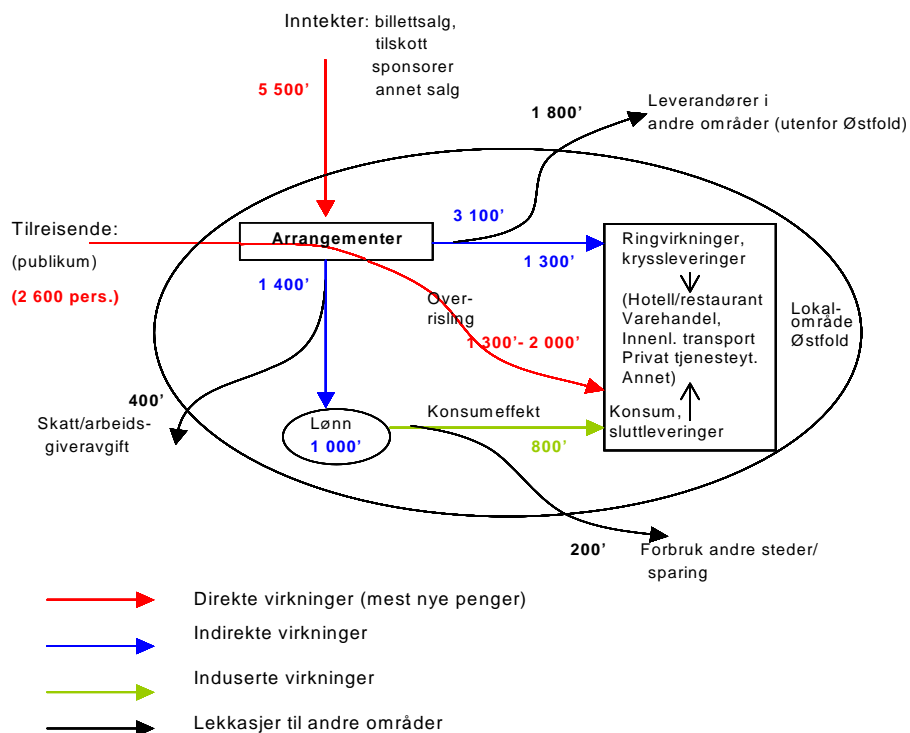 Inntekter: billettsalg,
tilskott
sponsorer
annet salg
5 500’
1 800’
Leverandører i
andre områder (utenfor Østfold)
Tilreisende:
(publikum)
(2 600 pers.)
Arrangementer
3 100’
1 300’
1 400’
Ringvirkninger,
kryssleveringer
(Hotell/restaurant
Varehandel,
Innenl. transport
Privat tjenesteyt.
Annet)
Konsum,
sluttleveringer
Lokal-
område
Østfold
Over-
risling
1 300’- 2 000’
400’
Skatt/arbeids-
giveravgift
Lønn
1 000’
Konsumeffekt
800’
200’
Forbruk andre steder/
sparing
Direkte virkninger (mest nye penger)
Indirekte virkninger
Induserte virkninger
Lekkasjer til andre områder